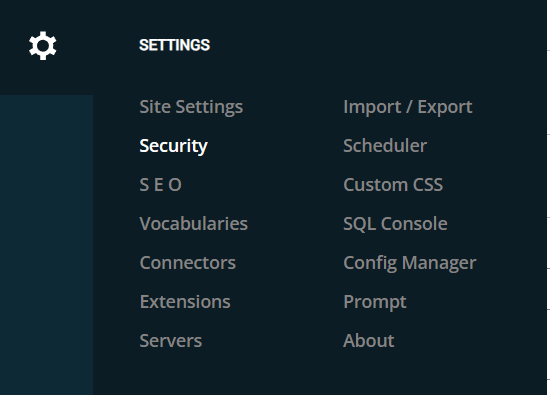 SETTINGS
Site Settings
Security
S E O
Vocabularies
Connectors
Extensions
Servers
Import / Export
Scheduler
Custom CSS
SQL Console
Config Manager
Prompt
About